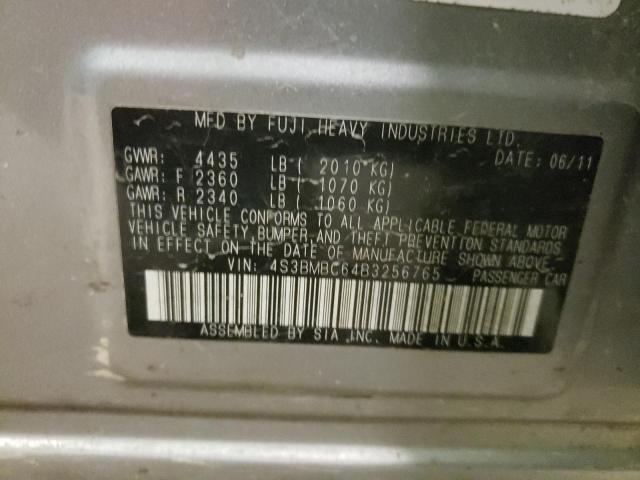 MFD BY FUJI HEAVY INDUSTRIES LTD.
GVWR: 4435 LB ( 2010 KG) DATE: 06/11
GAWR: F 2360 LB ( 1070 KG)
GAWR: R 2340 LB ( 1060 KG)
THIS VEHICLE CONFORMS TO ALL APPLICABLE FEDERAL MOTOR
VEHICLE SAFETY, BUMPER, AND THEFT PREVENTION STANDARDS
IN EFFECT ON THE DATE OF MANUFACTURE SHOWN ABOVE
VIN: 4S3BMBC64B3256765 PASSENGER CAR
ASSEMBLED BY SIA, INC. MADE IN U.S.A.